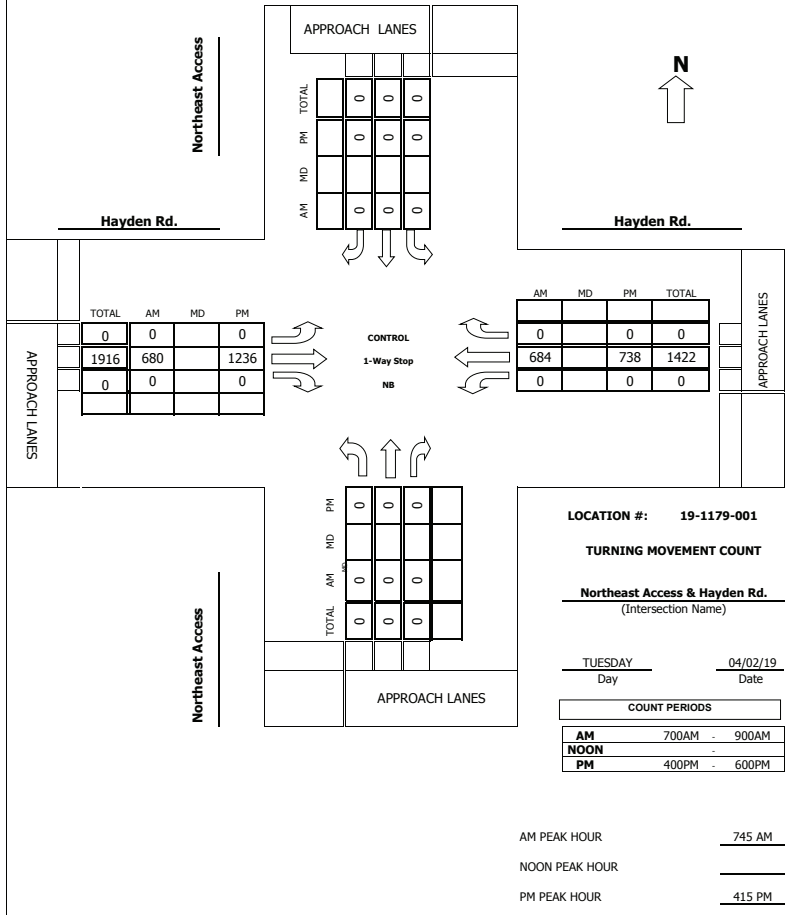 APPROACH LANES
N
Northeast Access
TOTAL 0 0 0
PM 0 0 0
MD
AM 0 0 0
Hayden Rd.
Hayden Rd.
TOTAL AM MD PM
0 0 0
1916 680 1236
0 0 0
APPROACH LANES
CONTROL
1-Way Stop
NB
AM MD PM TOTAL
0 0 0
684 738 1422
0 0 0
APPROACH LANES
PM 0 0 0
MD
MD
AM 0 0 0
TOTAL 0 0 0
Northeast Access
APPROACH LANES
LOCATION #: 19-1179-001
TURNING MOVEMENT COUNT
Northeast Access & Hayden Rd.
(Intersection Name)
TUESDAY 04/02/19
Day Date
COUNT PERIODS
AM 700AM - 900AM
NOON -
PM 400PM - 600PM
AM PEAK HOUR 745 AM
NOON PEAK HOUR
PM PEAK HOUR 415 PM